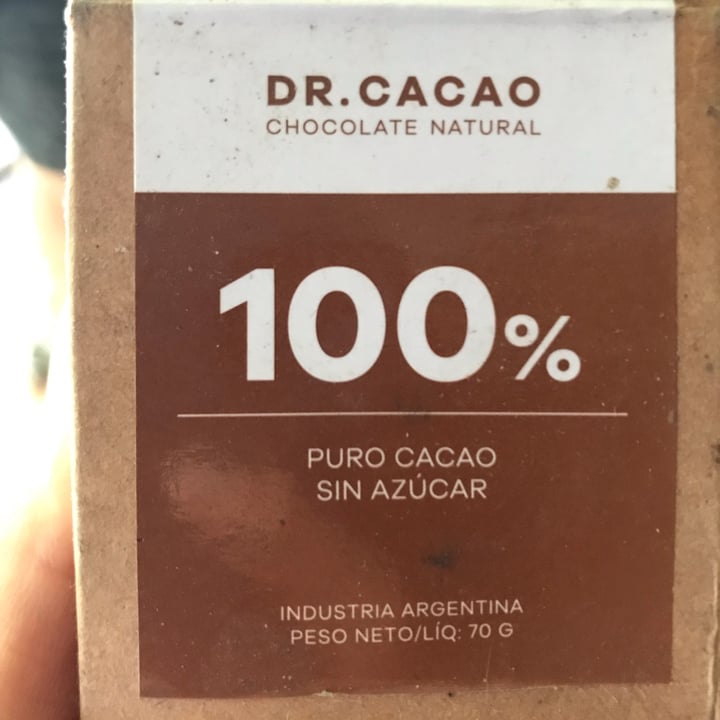 DR.CACAO
CHOCOLATE NATURAL
100%
PURO CACAO
SIN AZÚCAR
INDUSTRIA ARGENTINA
PESO NETO/LÍQ: 70 G